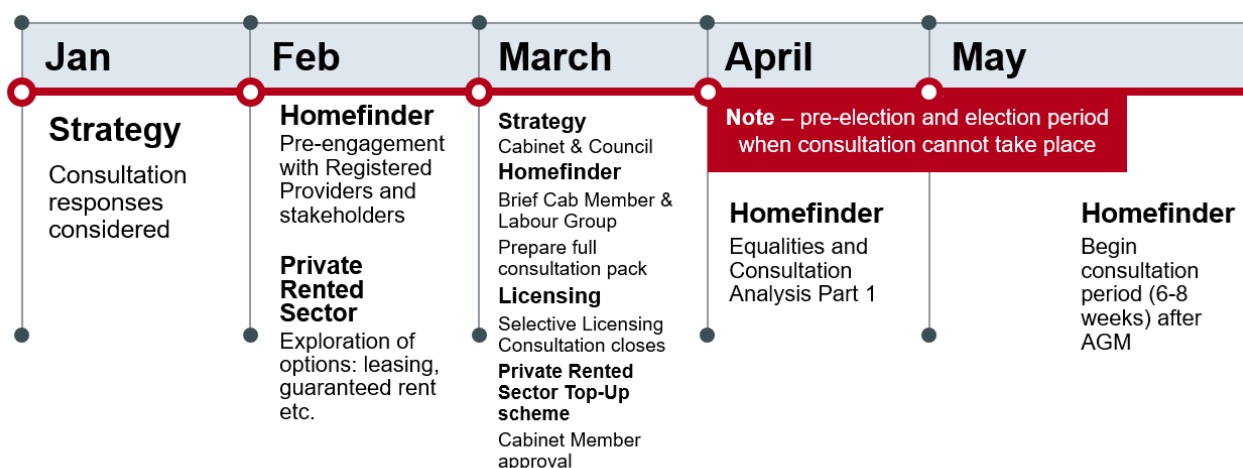 Jan
Feb
March
April
May
Strategy
Consultation
responses
considered
Homefinder
Pre-engagement
with Registered
Providers and
stakeholders
Private
Rented
Sector
Exploration of
options: leasing,
guaranteed rent
etc.
Strategy
Cabinet & Council
Homefinder
Brief Cab Member &
Labour Group
Prepare full
consultation pack
Licensing
Selective Licensing
Consultation closes
Private Rented
Sector Top-Up
scheme
Cabinet Member
approval
Note – pre-election and election period
when consultation cannot take place
Homefinder
Equalities and
Consultation
Analysis Part 1
Homefinder
Begin
consultation
period (6-8
weeks) after
AGM